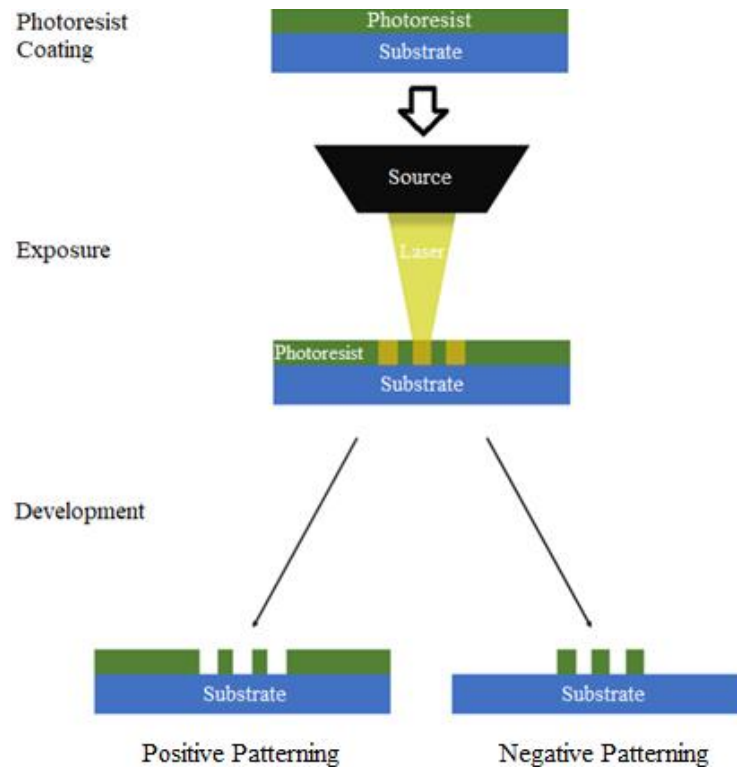 Photoresist
Coating
Photoresist
Substrate
Source
Exposure
Laser
Photoresist
Substrate
Development
Substrate
Substrate
Positive Patterning
Negative Patterning